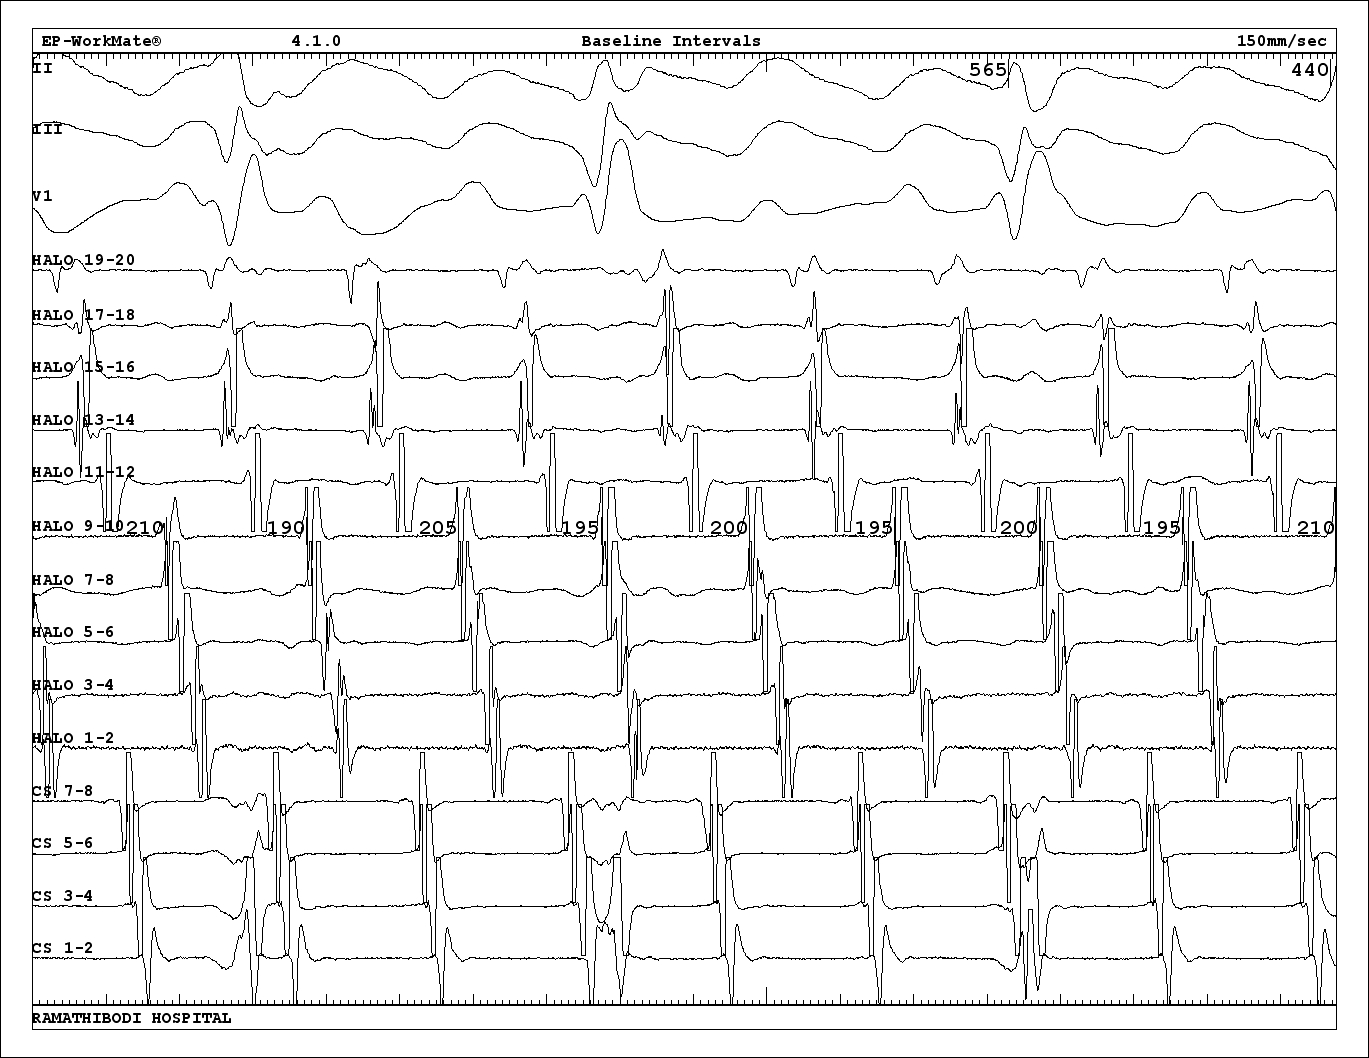 EP-WorkMate® 4.1.0 Baseline Intervals 150mm/sec
II 565 440
III
V1
HALO 19-20
HALO 17-18
HALO 15-16
HALO 13-14
HALO 11-12
HALO 9-10 210 190 205 195 200 195 200 195 210
HALO 7-8
HALO 5-6
HALO 3-4
HALO 1-2
CS 7-8
CS 5-6
CS 3-4
CS 1-2
RAMATHIBODI HOSPITAL